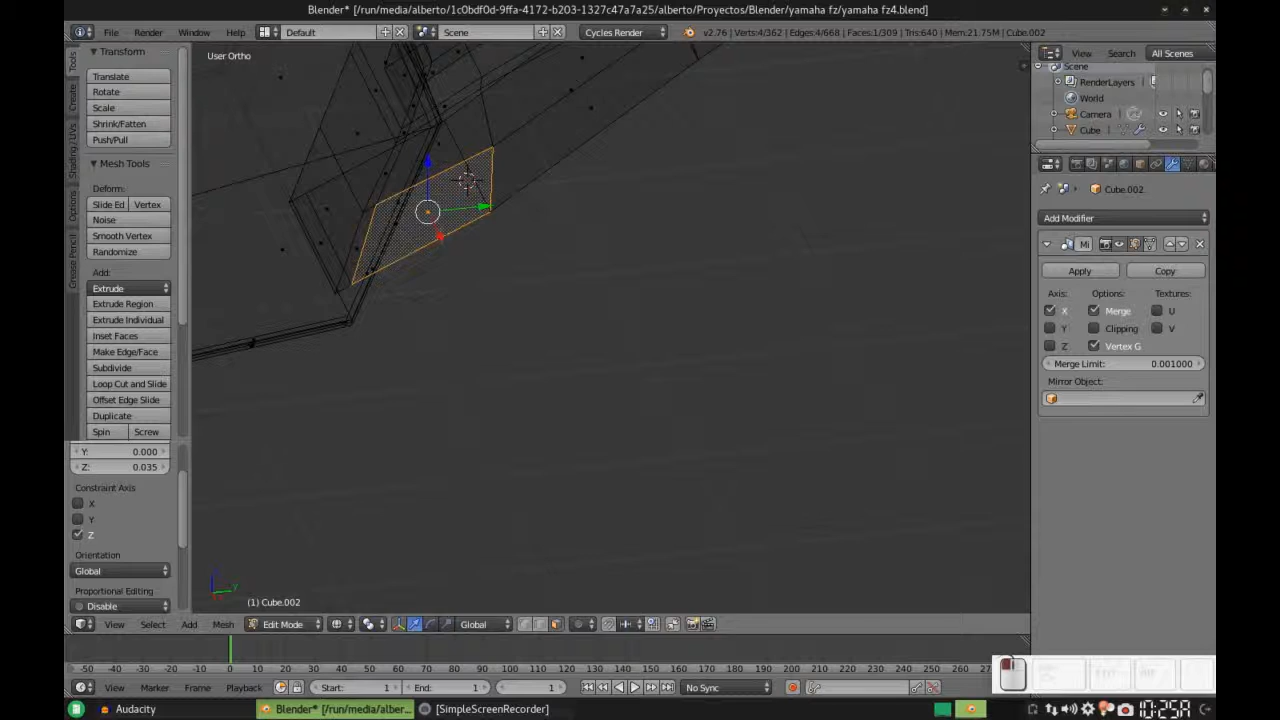 Blender* [/run/media/alberto/1c0bdf0d-9ffa-4172-b203-1327c47a7a25/alberto/Proyectos/Blender/yamaha fz/yamaha fz4.blend]
File Render Window Help Default Scene Cycles Render v2.76 | Verts:4/362 | Edges:4/668 | Faces:1/309 | Tris:640 | Mem:21.75M | Cube.002
View Search All Scenes
Scene
RenderLayers
World
Camera
Cube
Cube.002
Add Modifier
Mi
Apply Copy
Axis: Options: Textures:
X Merge U
Y Clipping V
Z Vertex G
Merge Limit: 0.001000
Mirror Object:
Tools
Create
Shading / UVs
Options
Grease Pencil
Transform
Translate
Rotate
Scale
Shrink/Fatten
Push/Pull
Mesh Tools
Deform:
Slide Ed Vertex
Noise
Smooth Vertex
Randomize
Add:
Extrude
Extrude Region
Extrude Individual
Inset Faces
Make Edge/Face
Subdivide
Loop Cut and Slide
Offset Edge Slide
Duplicate
Spin Screw
Y: 0.000
Z: 0.035
Constraint Axis
X
Y
Z
Orientation
Global
Proportional Editing
Disable
User Ortho
Y
(1) Cube.002
View Select Add Mesh Edit Mode Global
-50 -40 -30 -20 -10 0 10 20 30 40 50 60 70 80 90 100 110 120 130 140 150 160 170 180 190 200 210 220
View Marker Frame Playback Start: 1 End: 1 1 No Sync
Audacity Blender* [/run/media/alber... [SimpleScreenRecorder] 10:25A